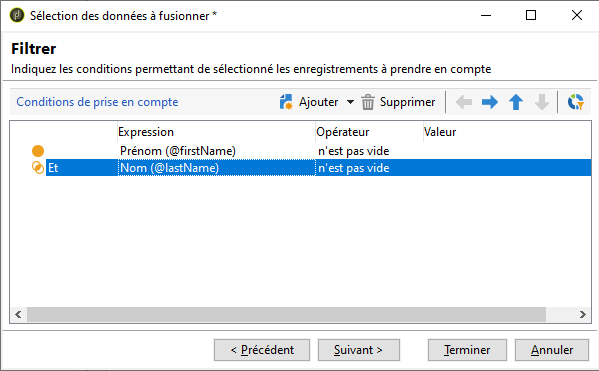 Sélection des données à fusionner *
Filtrer
Indiquez les conditions permettant de sélectionné les enregistrements à prendre en compte
Conditions de prise en compte Ajouter Supprimer
Expression Opérateur Valeur
Prénom (@firstName) n'est pas vide
Et Nom (@lastName) n'est pas vide
< Précédent Suivant > Terminer Annuler